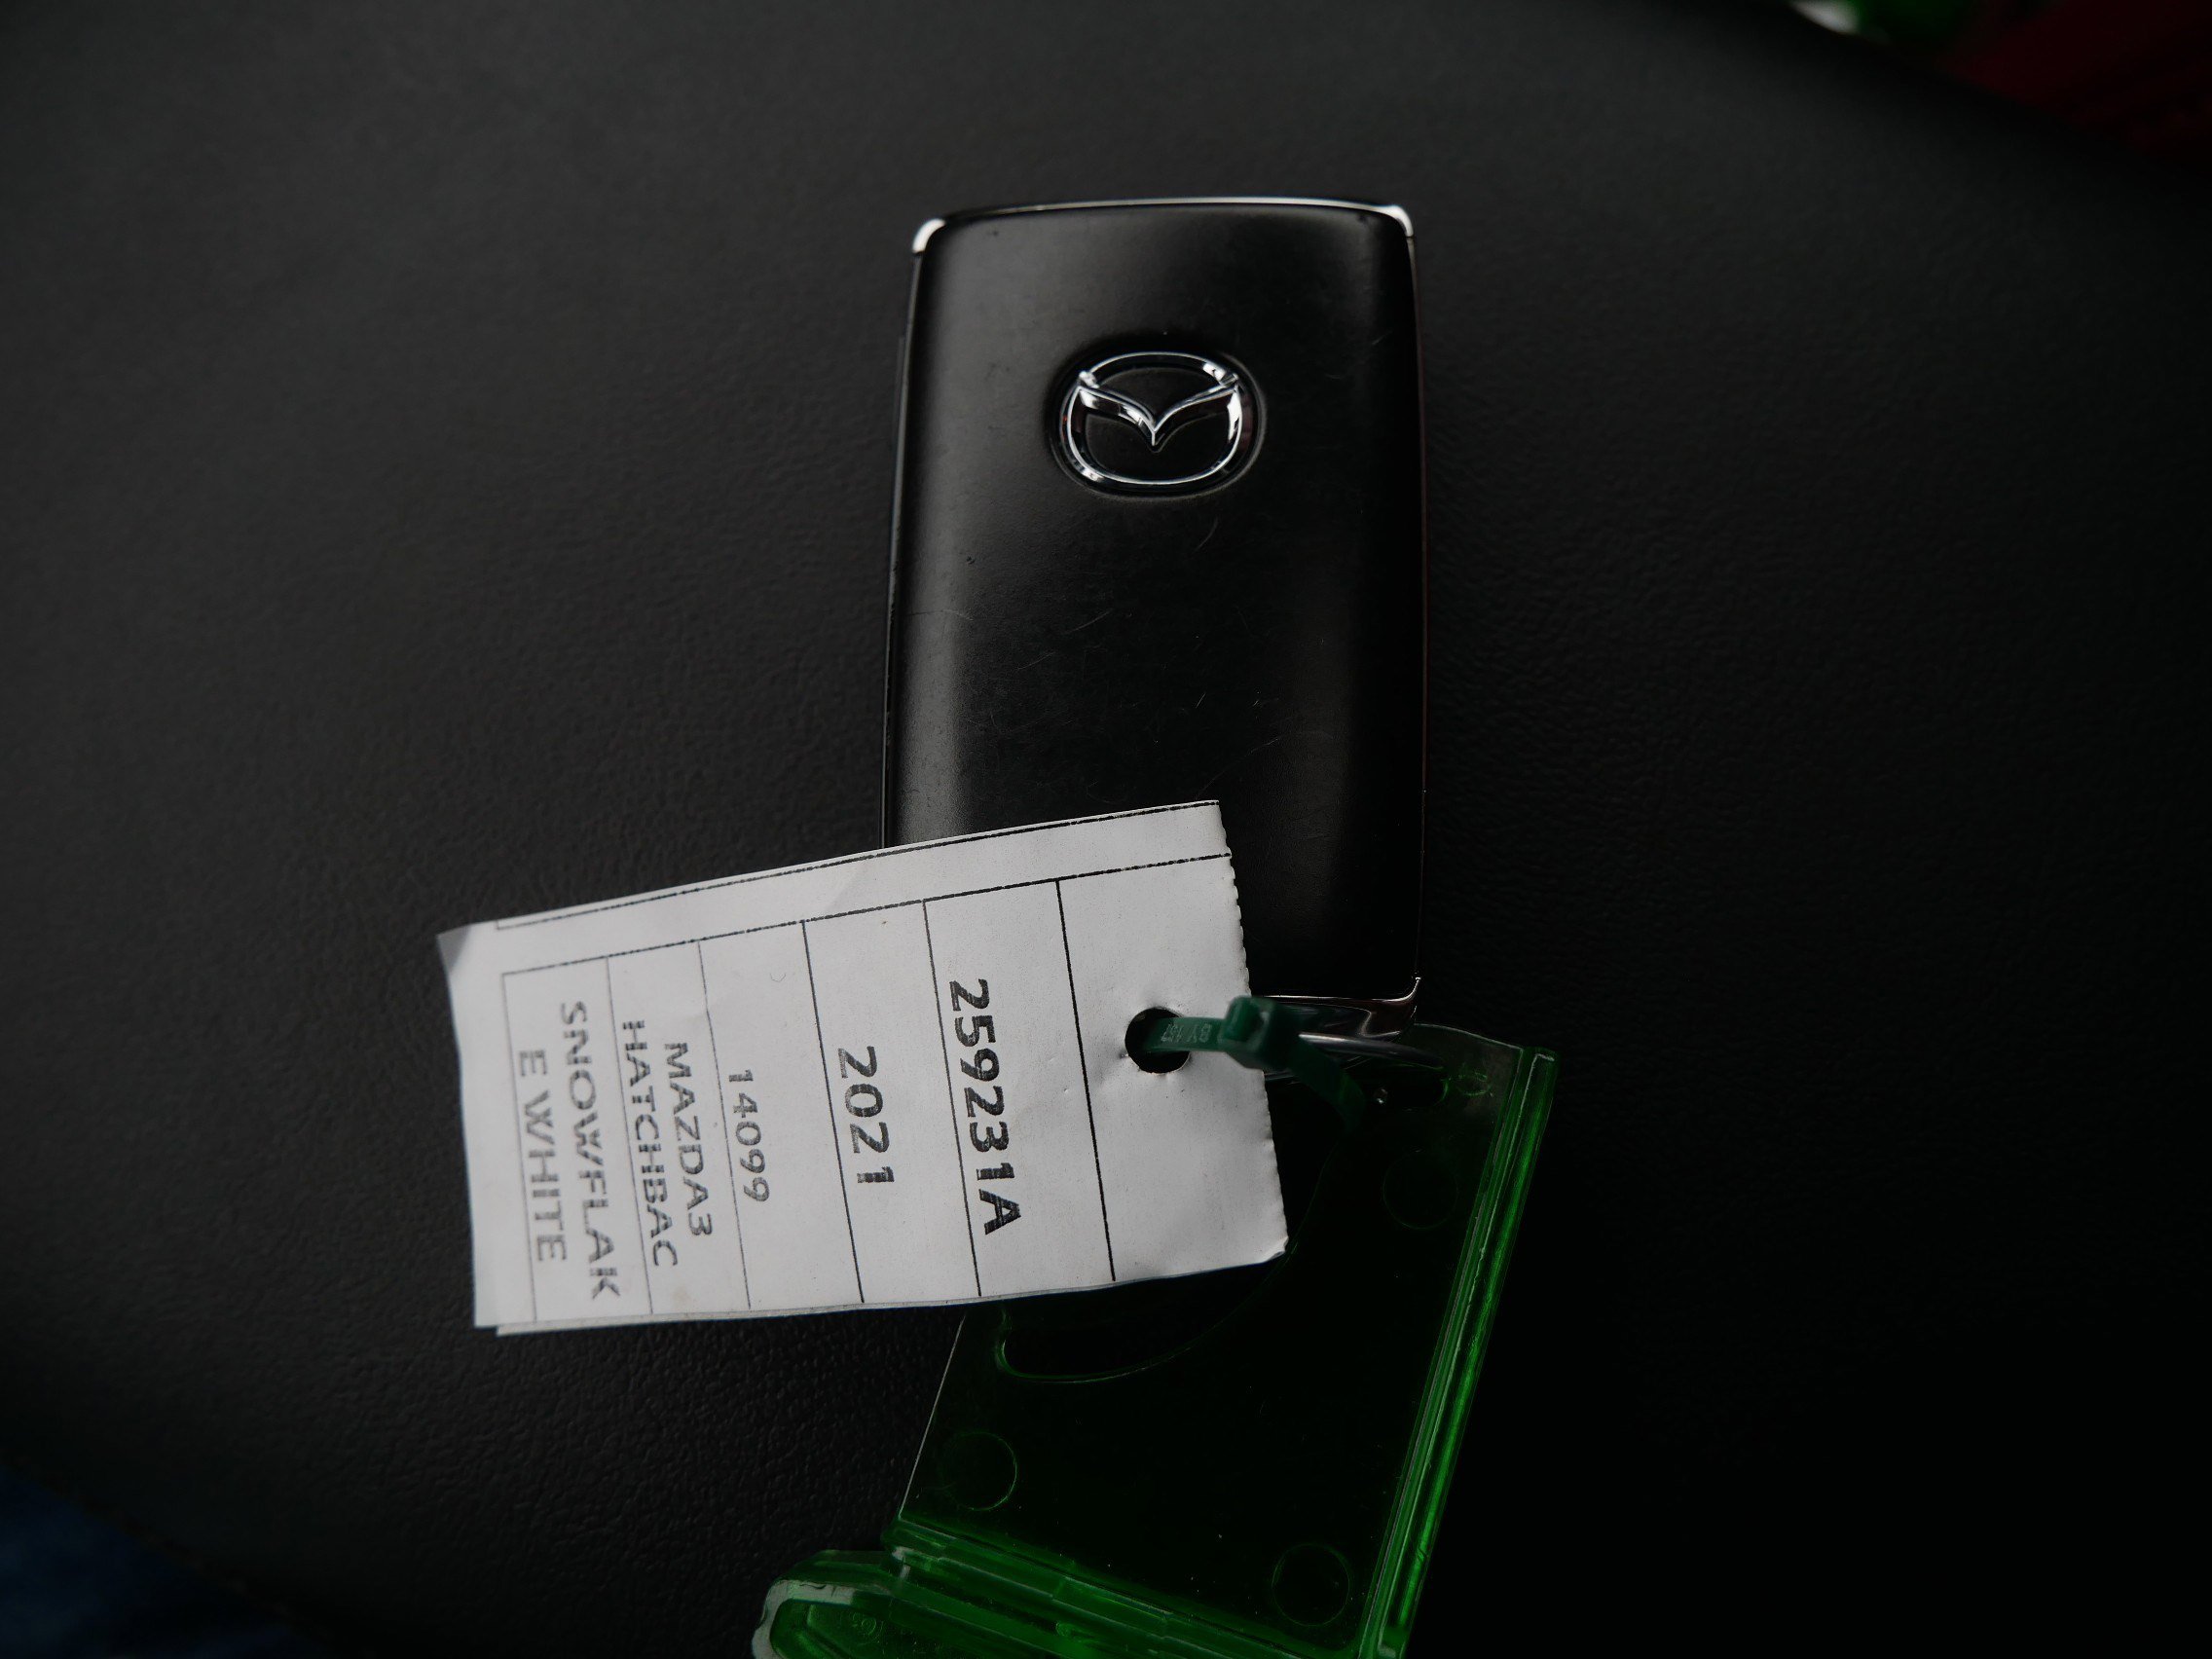 259231A
2021
14099
MAZDA3
HATCHBAC
SNOWFLAK
E WHITE